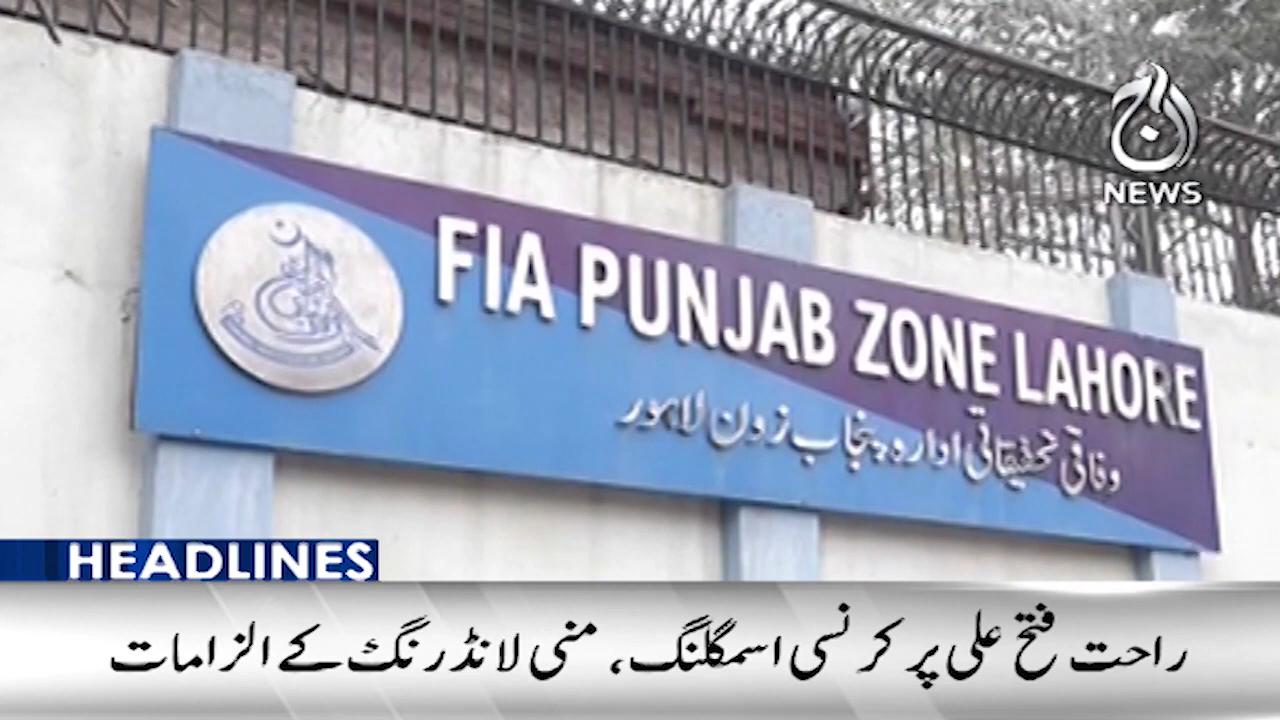 آج
NEWS
FIA PUNJAB ZONE LAHORE
وفاقی تحقیقاتی ادارہ پنجاب زون لاہور
HEADLINES
راحت فتح علی پر کرنسی اسمگلنگ، منی لانڈرنگ کے الزامات